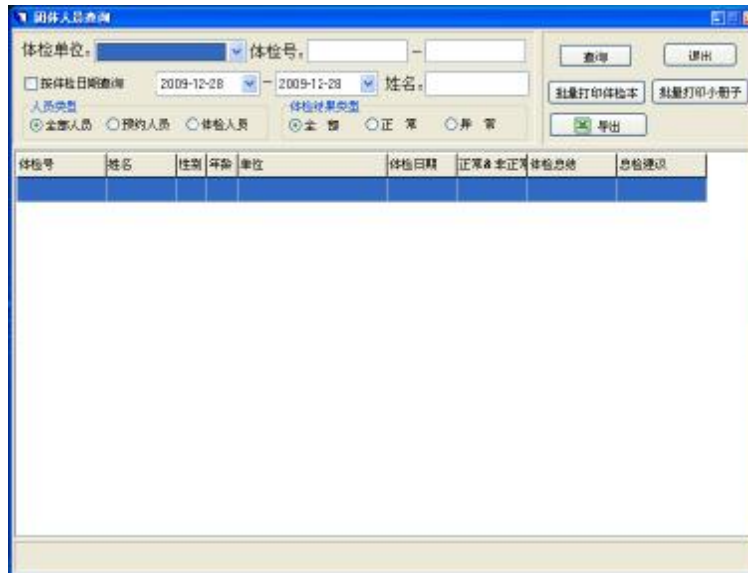 团体人员查询
体检单位: 体检号: - 
查询 退出
按体检日期查询 2009-12-28 - 2009-12-28 姓名:
批量打印体检本 批量打印小册子
人员类型 体检结果类型
全部人员 预约人员 体检人员 全 部 正 常 异 常
导出
体检号 姓名 性别 年龄 单位 体检日期 正常&非正常 体检总结 总检建议